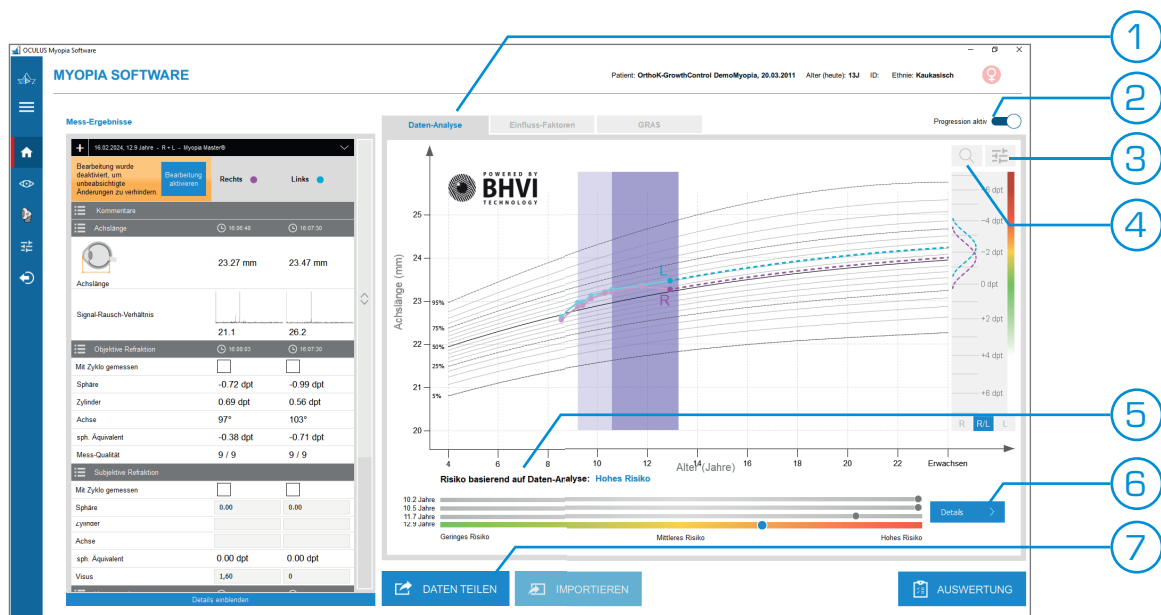 1
OCULUS Myopia Software
MYOPIA SOFTWARE
Patient: OrthoK-GrowthControl DemoMyopia, 20.03.2011 Alter (heute): 13J ID: Ethnie: Kaukasisch
2
Mess-Ergebnisse
Daten-Analyse
Einfluss-Faktoren
GRAS
Progression aktiv
16.02.2024, 12.9 Jahre - R + L - Myopia Master®
Bearbeitung wurde
deaktiviert, um
unbeabsichtigte
Änderungen zu verhindern.
Bearbeitung
aktivieren
Rechts
Links
Kommentare
Achslänge
16:06:48
16:07:30
23.27 mm
23.47 mm
Achslänge
Signal-Rausch-Verhältnis
21.1
26.2
Objektive Refraktion
16:08:03
16:07:30
Mit Zyklo gemessen
Sphäre
-0.72 dpt
-0.99 dpt
Zylinder
0.69 dpt
0.56 dpt
Achse
97°
103°
sph. Äquivalent
-0.38 dpt
-0.71 dpt
Mess-Qualität
9 / 9
9 / 9
Subjektive Refraktion
Mit Zyklo gemessen
Sphäre
0.00
0.00
Zylinder
Achse
sph. Äquivalent
0.00 dpt
0.00 dpt
Visus
1,60
0
Details einblenden
POWERED BY
BHVI
TECHNOLOGY
3
4
Achslänge (mm)
25
24
23
22
21
20
95%
75%
50%
25%
5%
L
R
4
6
8
10
12
14
16
18
20
22
Erwachsen
Alter (Jahre)
-6 dpt
-4 dpt
-2 dpt
0 dpt
+2 dpt
+4 dpt
+6 dpt
R
R/L
L
5
Risiko basierend auf Daten-Analyse: Hohes Risiko
10.2 Jahre
10.5 Jahre
11.7 Jahre
12.9 Jahre
Geringes Risiko
Mittleres Risiko
Hohes Risiko
Details
6
7
DATEN TEILEN
IMPORTIEREN
AUSWERTUNG